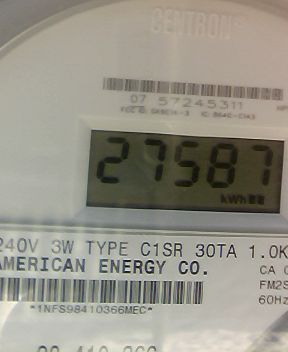 CENTRON®
07 57245311
27587
kWh
240V 3W TYPE C1SR 30TA 1.0K
AMERICAN ENERGY CO.
CA
FM2S
60Hz
*1NFS98410366MEC*